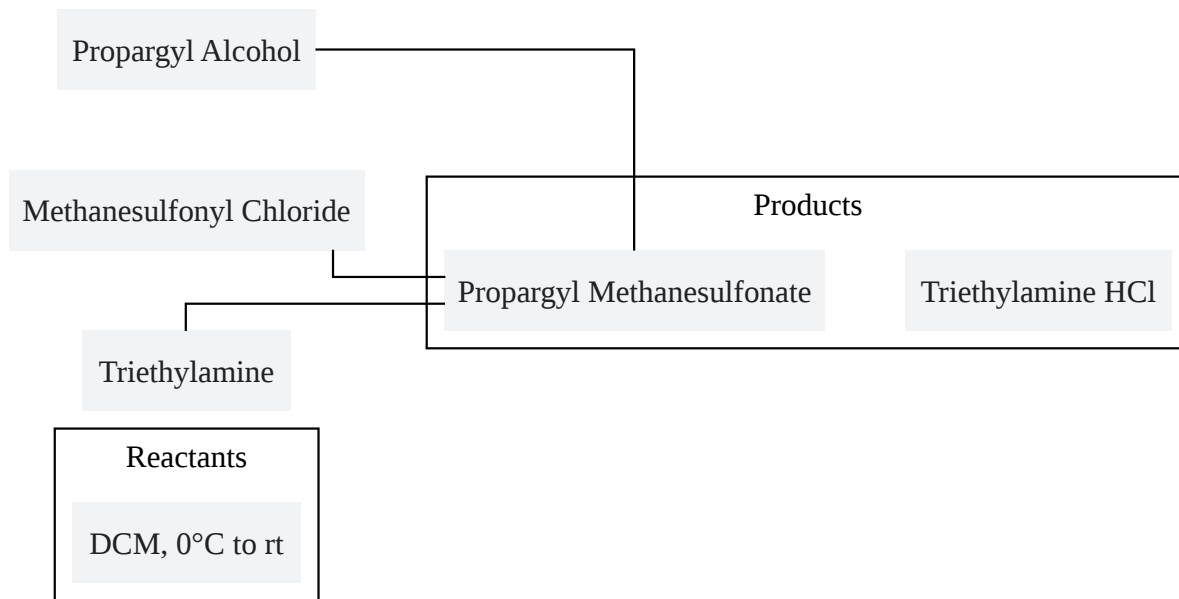 Propargyl Alcohol
Methanesulfonyl Chloride
Products
Propargyl Methanesulfonate
Triethylamine HCl
Triethylamine
Reactants
DCM, 0°C to rt